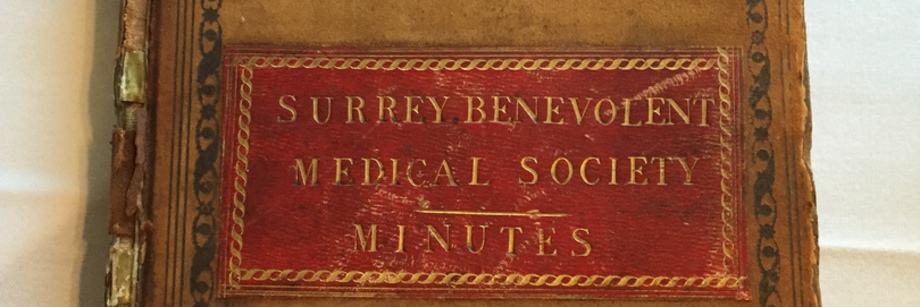 SURREY.BENEVOLENT
MEDICAL SOCIETY
MINUTES